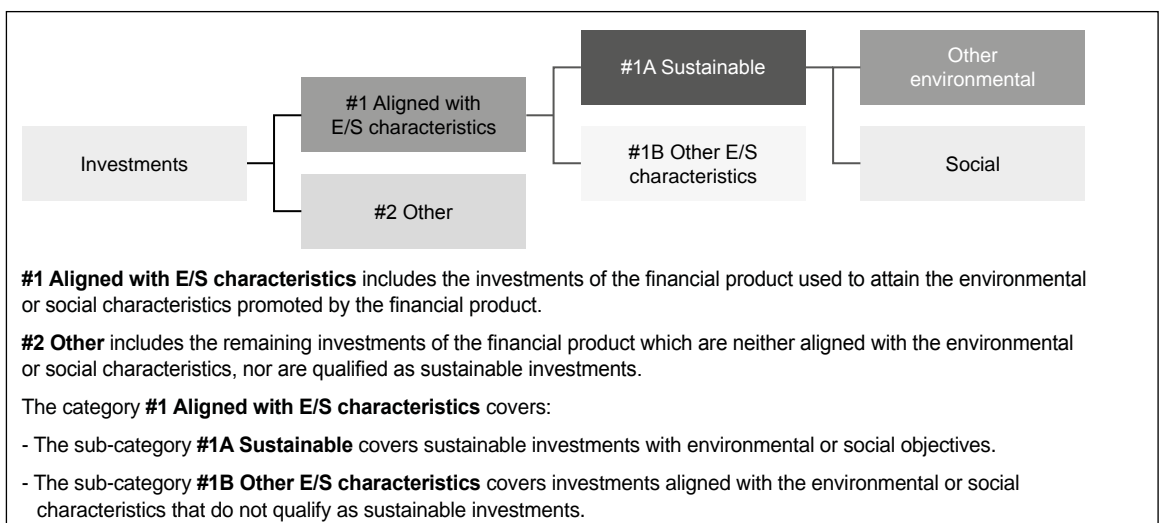 Investments
#1 Aligned with
E/S characteristics
#2 Other
#1A Sustainable
#1B Other E/S
characteristics
Other
environmental
Social
#1 Aligned with E/S characteristics includes the investments of the financial product used to attain the environmental
or social characteristics promoted by the financial product.
#2 Other includes the remaining investments of the financial product which are neither aligned with the environmental
or social characteristics, nor are qualified as sustainable investments.
The category #1 Aligned with E/S characteristics covers:
- The sub-category #1A Sustainable covers sustainable investments with environmental or social objectives.
- The sub-category #1B Other E/S characteristics covers investments aligned with the environmental or social
characteristics that do not qualify as sustainable investments.